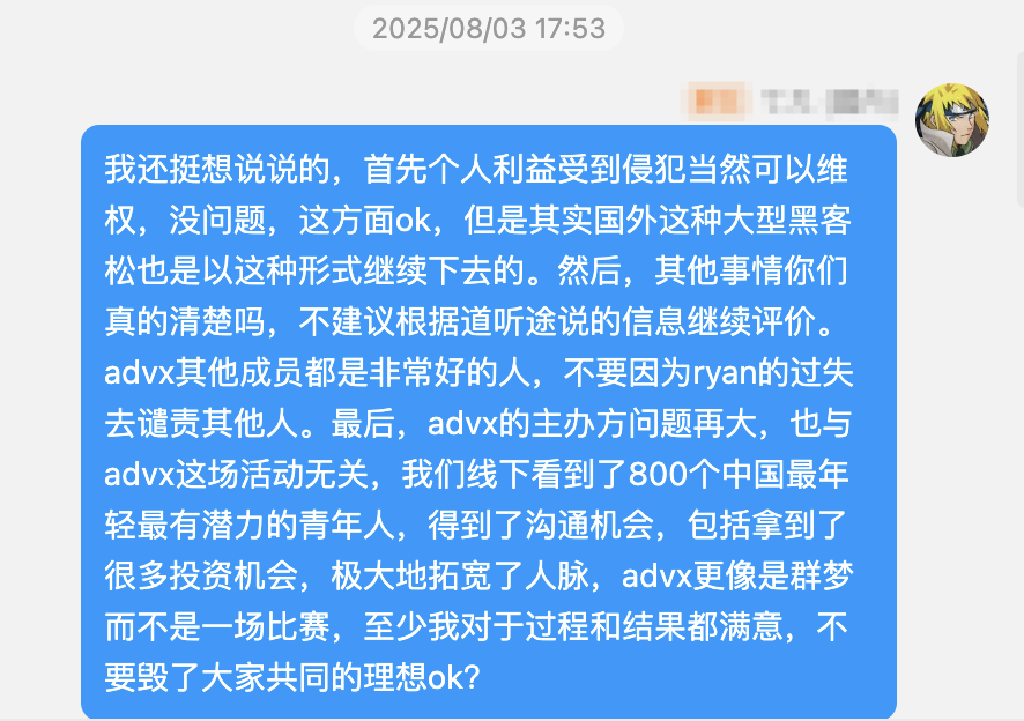 2025/08/03 17:53
我还挺想说说的，首先个人利益受到侵犯当然可以维
权，没问题，这方面ok，但是其实国外这种大型黑客
松也是以这种形式继续下去的。然后，其他事情你们
真的清楚吗，不建议根据道听途说的信息继续评价。
advx其他成员都是非常好的人，不要因为ryan的过失
去谴责其他人。最后，advx的主办方问题再大，也与
advx这场活动无关，我们线下看到了800个中国最年
轻最有潜力的青年人，得到了沟通机会，包括拿到了
很多投资机会，极大地拓宽了人脉，advx更像是群梦
而不是一场比赛，至少我对于过程和结果都满意，不
要毁了大家共同的理想ok？